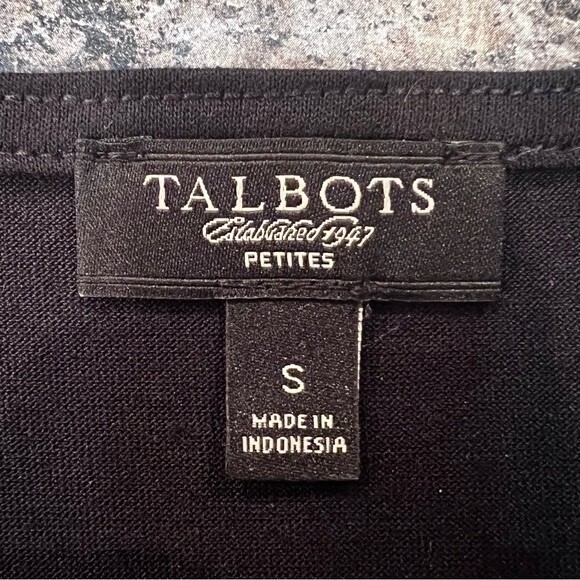 TALBOTS
Established 1947
PETITES
S
MADE IN
INDONESIA